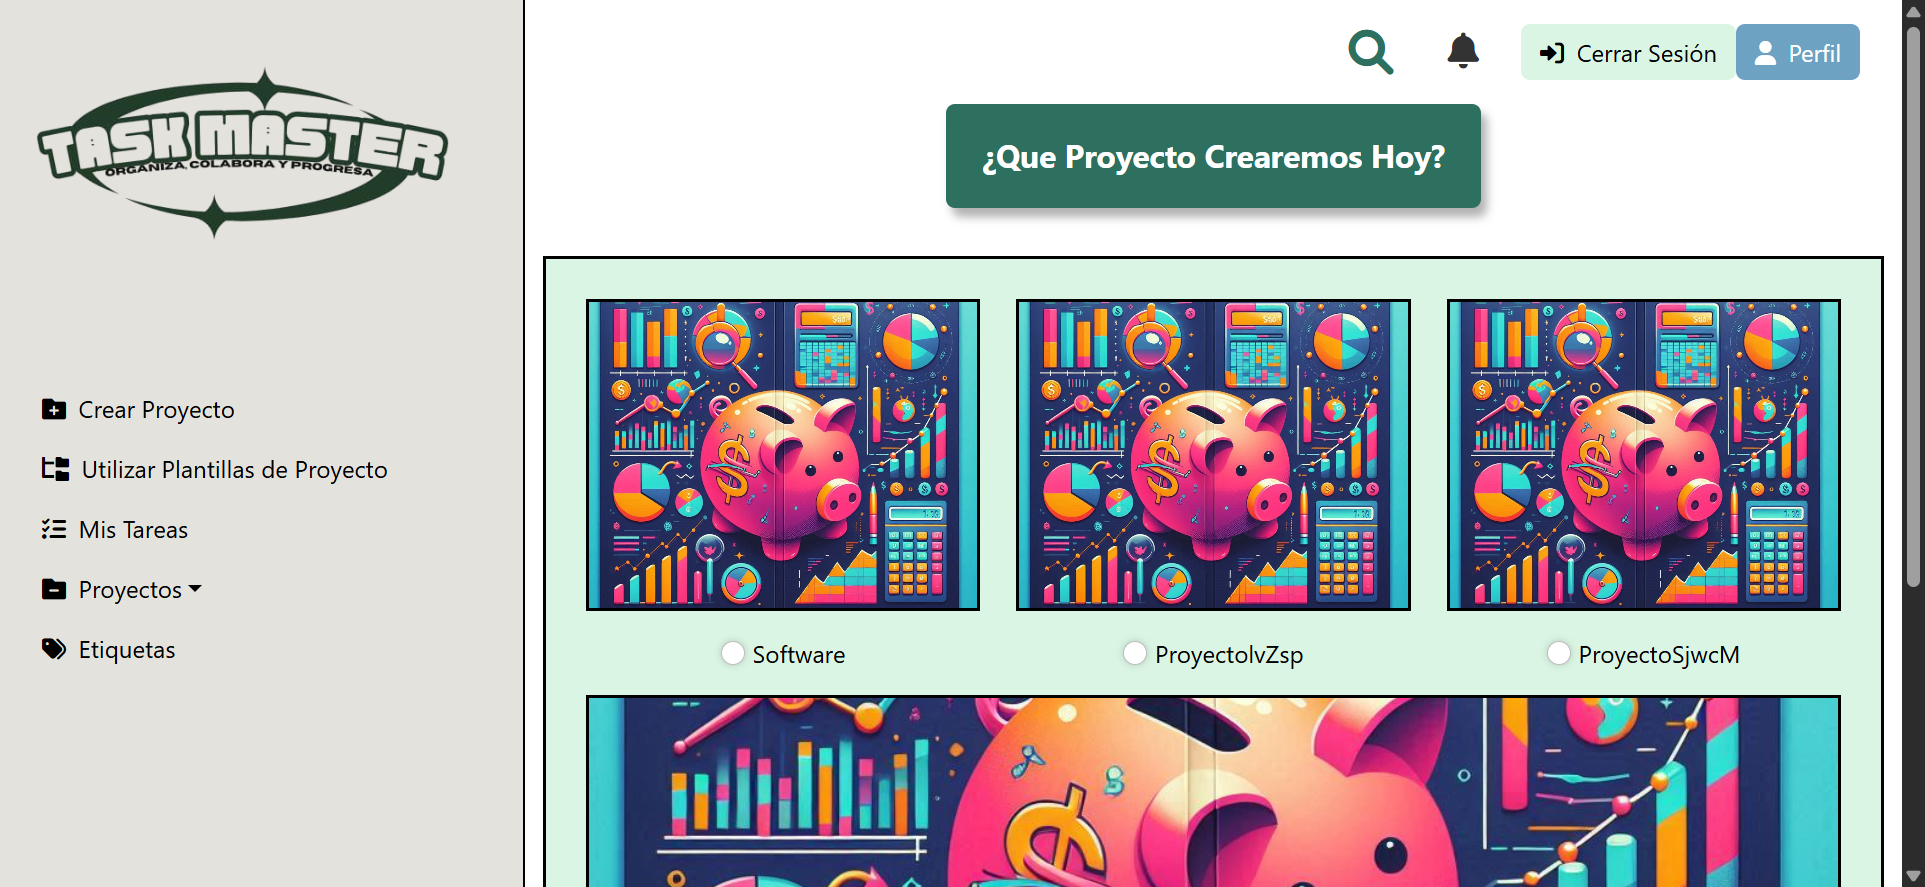 TASK MASTER
ORGANIZA, COLABORA Y PROGRESA
Crear Proyecto
Utilizar Plantillas de Proyecto
Mis Tareas
Proyectos
Etiquetas
Cerrar Sesión
Perfil
¿Que Proyecto Crearemos Hoy?
Software
ProyectolvZsp
ProyectoSjwcM